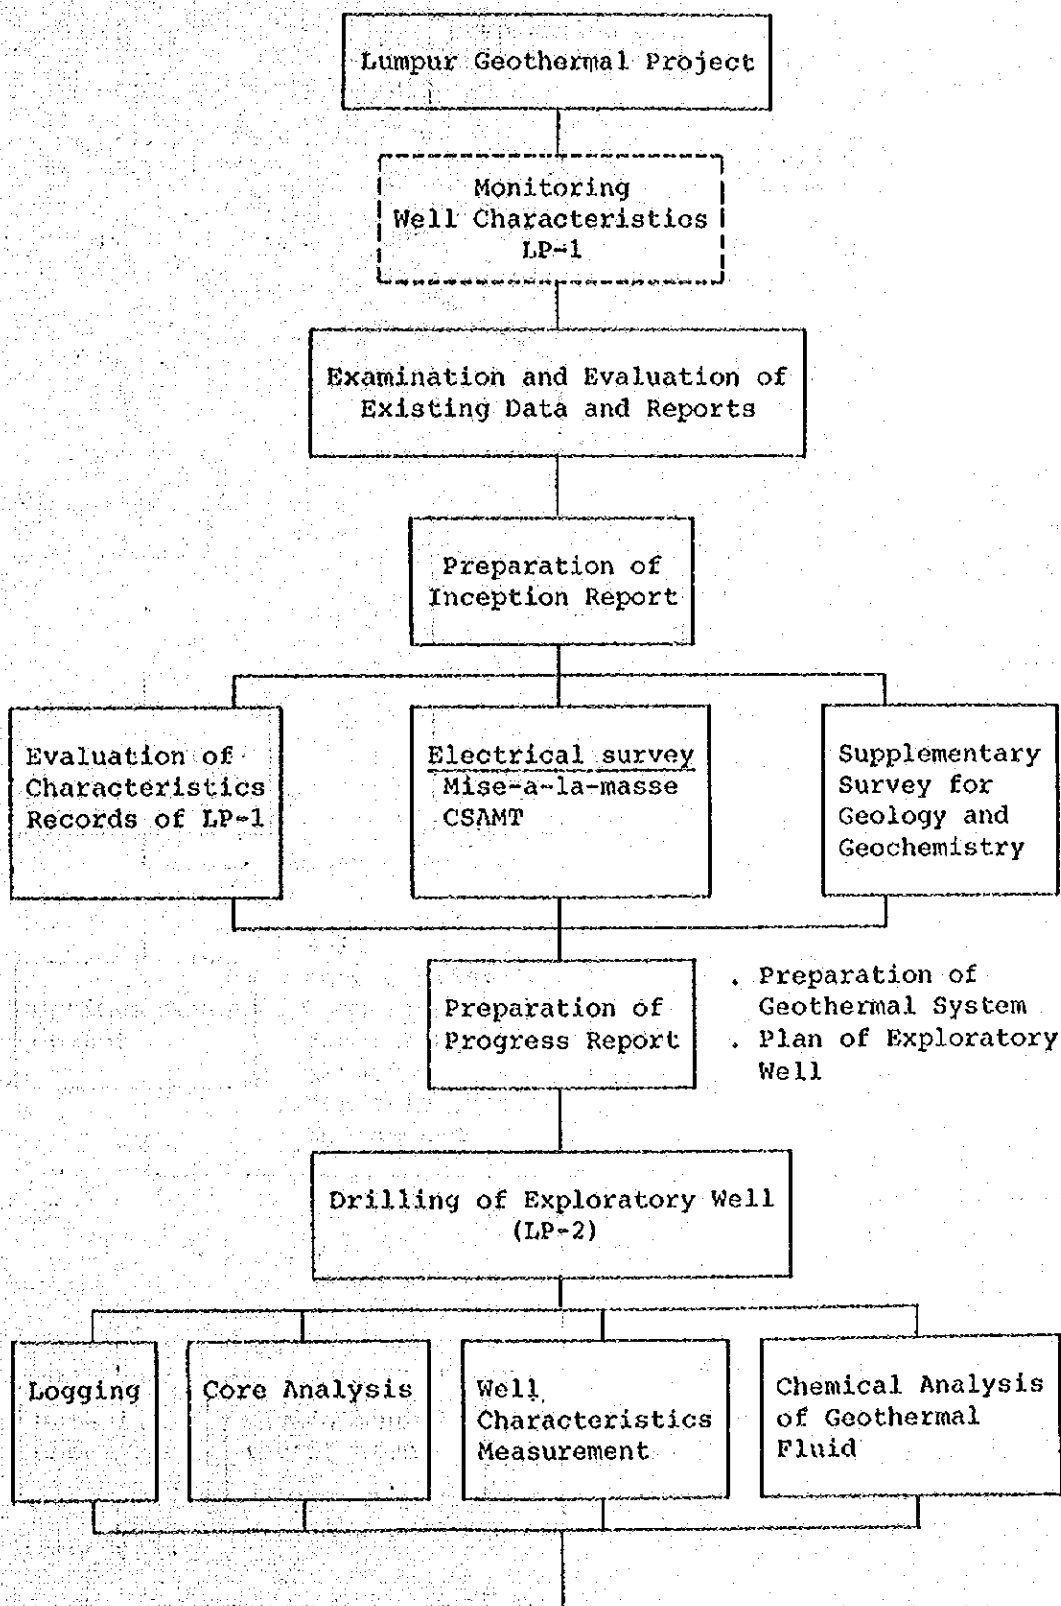 Lumpur Geothermal Project
Monitoring
Well Characteristics
LP-1
Examination and Evaluation of
Existing Data and Reports
Preparation of
Inception Report
Evaluation of
Characteristics
Records of LP-1
Electrical survey
Mise-a-la-masse
CSAMT
Supplementary
Survey for
Geology and
Geochemistry
Preparation of
Progress Report
. Preparation of
Geothermal System
. Plan of Exploratory
Well
Drilling of Exploratory Well
(LP-2)
Logging
Core Analysis
Well
Characteristics
Measurement
Chemical Analysis
of Geothermal
Fluid